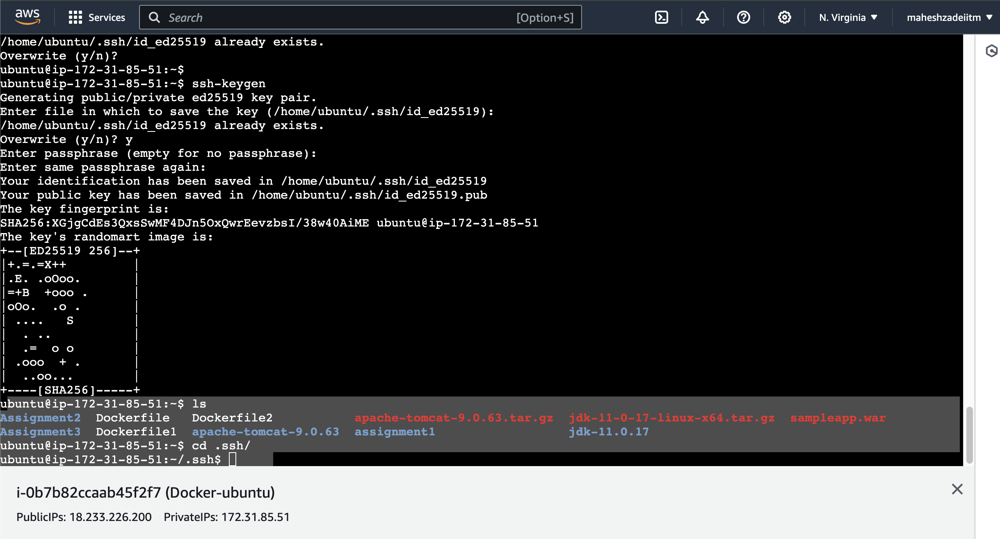 aws Services Search [Option+S] N. Virginia maheshzadeiitm
/home/ubuntu/.ssh/id_ed25519 already exists.
Overwrite (y/n)?
ubuntu@ip-172-31-85-51:~$
ubuntu@ip-172-31-85-51:~$ ssh-keygen
Generating public/private ed25519 key pair.
Enter file in which to save the key (/home/ubuntu/.ssh/id_ed25519):
/home/ubuntu/.ssh/id_ed25519 already exists.
Overwrite (y/n)? y
Enter passphrase (empty for no passphrase):
Enter same passphrase again:
Your identification has been saved in /home/ubuntu/.ssh/id_ed25519
Your public key has been saved in /home/ubuntu/.ssh/id_ed25519.pub
The key fingerprint is:
SHA256:XGjgCdEs3QxsSwMF4DJn5OxQwrEevzbsI/38w40AiME ubuntu@ip-172-31-85-51
The key's randomart image is:
+--[ED25519 256]--+
|+.=.=X++         |
|.E. .oOoo.       |
|=+B  +ooo .      |
|oOo.  .o .       |
| ....   S        |
|  . ..           |
|  .=  o o        |
| .ooo  + .       |
|  ..oo...        |
+----[SHA256]-----+
ubuntu@ip-172-31-85-51:~$ ls
Assignment2  Dockerfile   Dockerfile2           apache-tomcat-9.0.63.tar.gz  jdk-11-0-17-linux-x64.tar.gz  sampleapp.war
Assignment3  Dockerfile1  apache-tomcat-9.0.63  assignment1                  jdk-11.0.17
ubuntu@ip-172-31-85-51:~$ cd .ssh/
ubuntu@ip-172-31-85-51:~/.ssh$
i-0b7b82ccaab45f2f7 (Docker-ubuntu)
PublicIPs: 18.233.226.200 PrivateIPs: 172.31.85.51